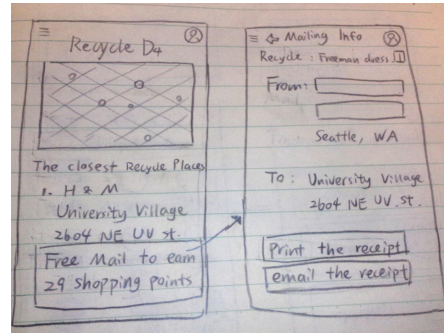 Recycle D4
The closest Recycle Places
1. H & M
University Village
2604 NE UV st.
Free Mail to earn
29 shopping points
Mailing Info
Recycle : Freeman dress
From:
Seattle, WA
To : University Village
2604 NE UV. st.
Print the receipt
email the receipt